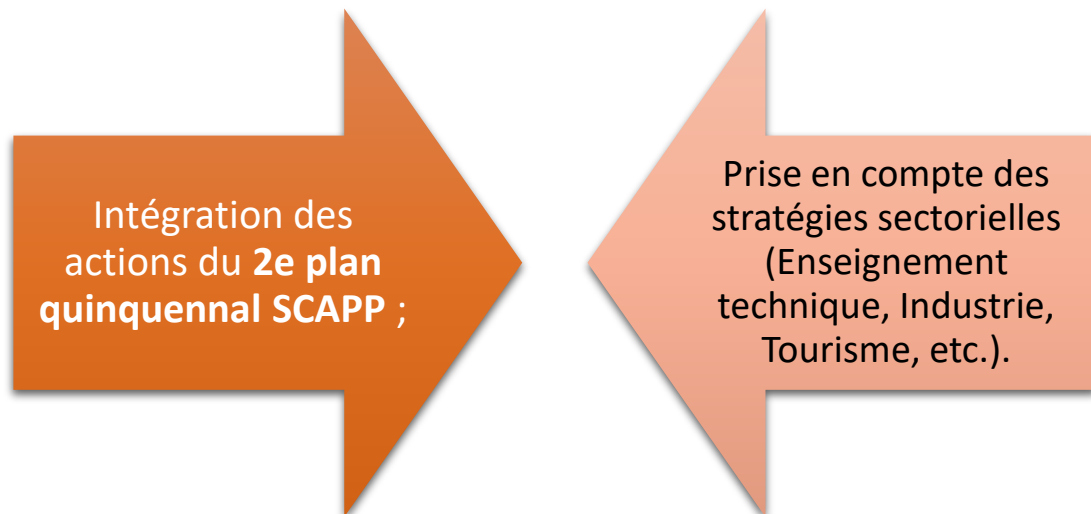 Intégration des
actions du 2e plan
quinquennal SCAPP ;
Prise en compte des
stratégies sectorielles
(Enseignement
technique, Industrie,
Tourisme, etc.).